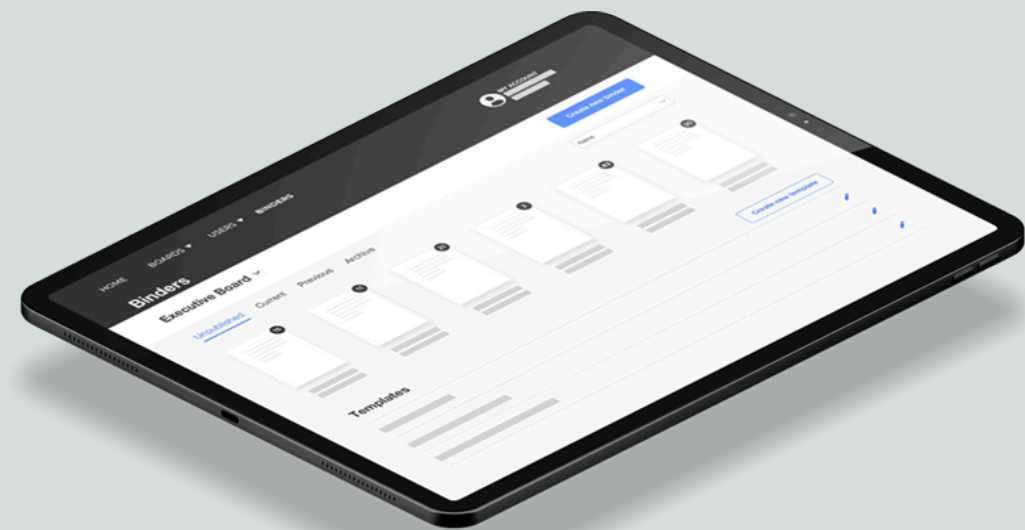 MY ACCOUNT
HOME
BOARDS ▼
USERS ▼
BINDERS
Binders
Create new binder
Executive Board
Name
Unpublished
Current
Previous
Archive
Create new template
Templates